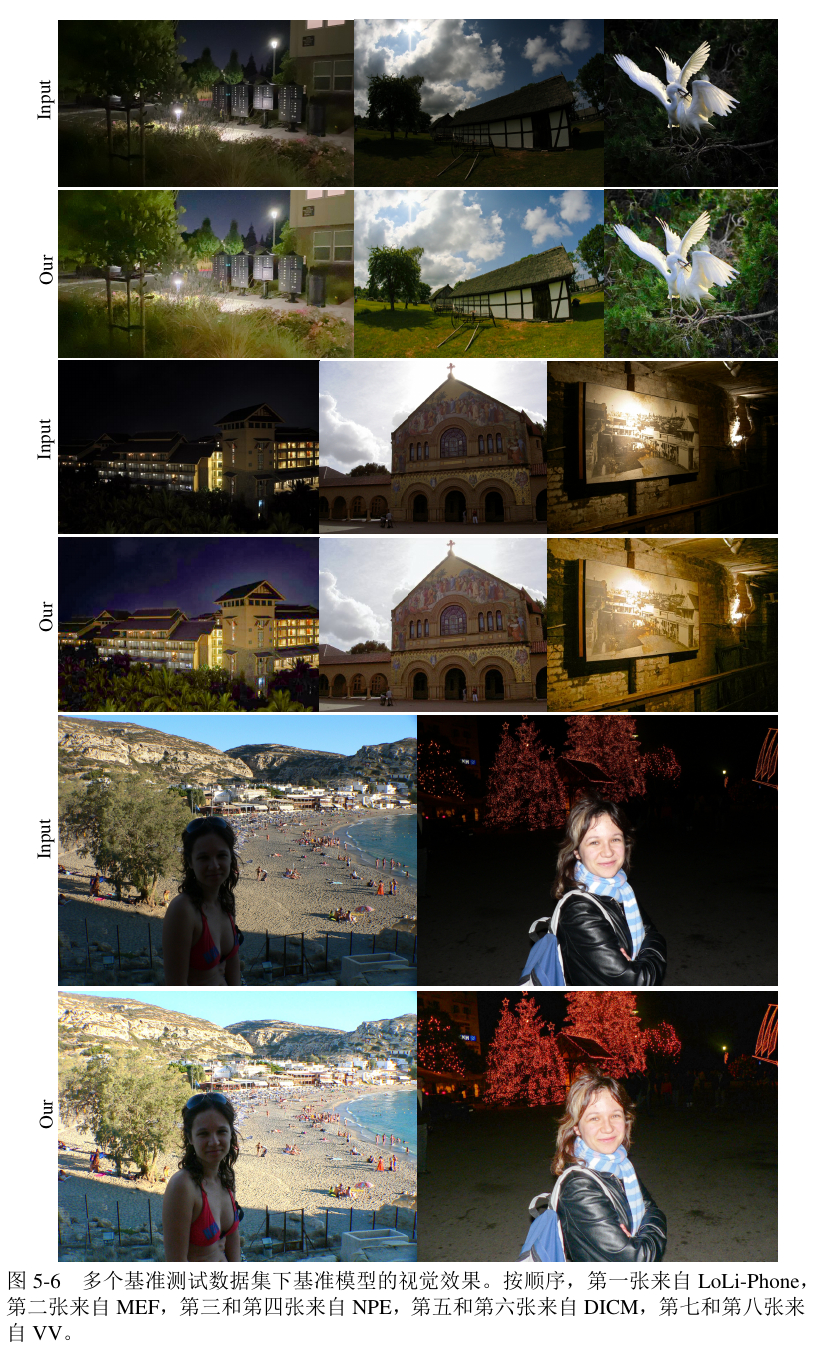 Input
Our
Input
Our
Input
Our
图 5-6 多个基准测试数据集下基准模型的视觉效果。按顺序，第一张来自 LoLi-Phone，
第二张来自 MEF，第三和第四张来自 NPE，第五和第六张来自 DICM，第七和第八张来
自 VV。